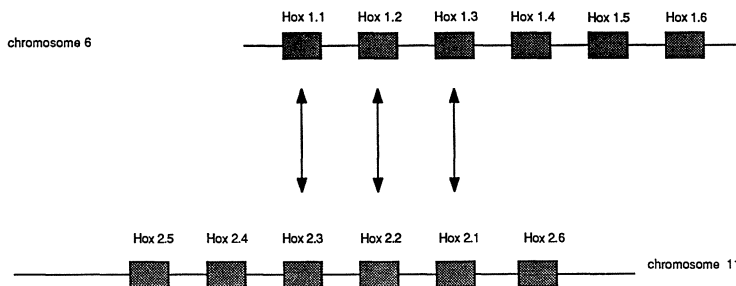 Hox 1.1 Hox 1.2 Hox 1.3 Hox 1.4 Hox 1.5 Hox 1.6
chromosome 6
Hox 2.5 Hox 2.4 Hox 2.3 Hox 2.2 Hox 2.1 Hox 2.6
chromosome 11